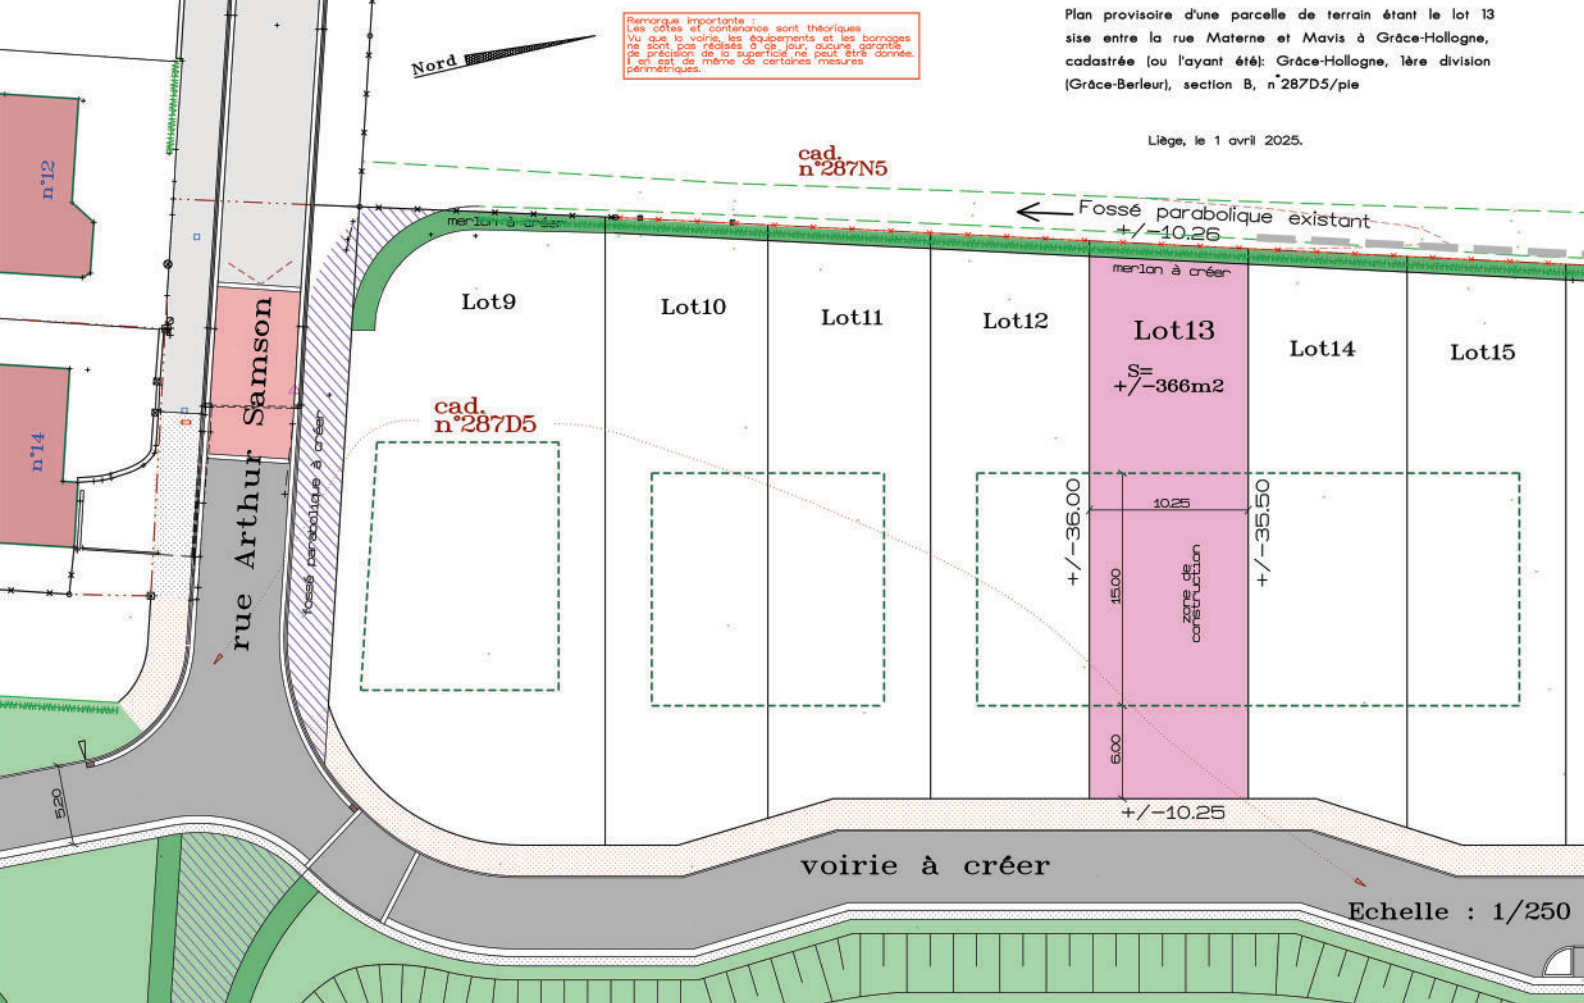 Remarque importante :
Les côtes et contenance sont théoriques
Vu que la voirie, les équipements et les bornages
ne sont pas réalisés à ce jour, aucune garantie
de précision de la superficie ne peut être donnée.
Il en est de même de certaines mesures
périmétriques.
Nord
Plan provisoire d'une parcelle de terrain étant le lot 13
sise entre la rue Materne et Mavis à Grâce-Hollogne,
cadastrée (ou l'ayant été): Grâce-Hollogne, 1ère division
(Grâce-Berleur), section B, n°287D5/pie
Liège, le 1 avril 2025.
cad.
n°287N5
n°12
merlon à créer
Fossé parabolique existant
+/-10.26
merlon à créer
Lot9
Lot10
Lot11
Lot12
Lot13
Lot14
Lot15
S=
+/-366m2
cad.
n°287D5
n°14
rue Arthur Samson
fossé parabolique à créer
+/-36.00
10.25
+/-35.50
15.00
zone de
construction
6.00
5.20
+/-10.25
voirie à créer
Echelle : 1/250